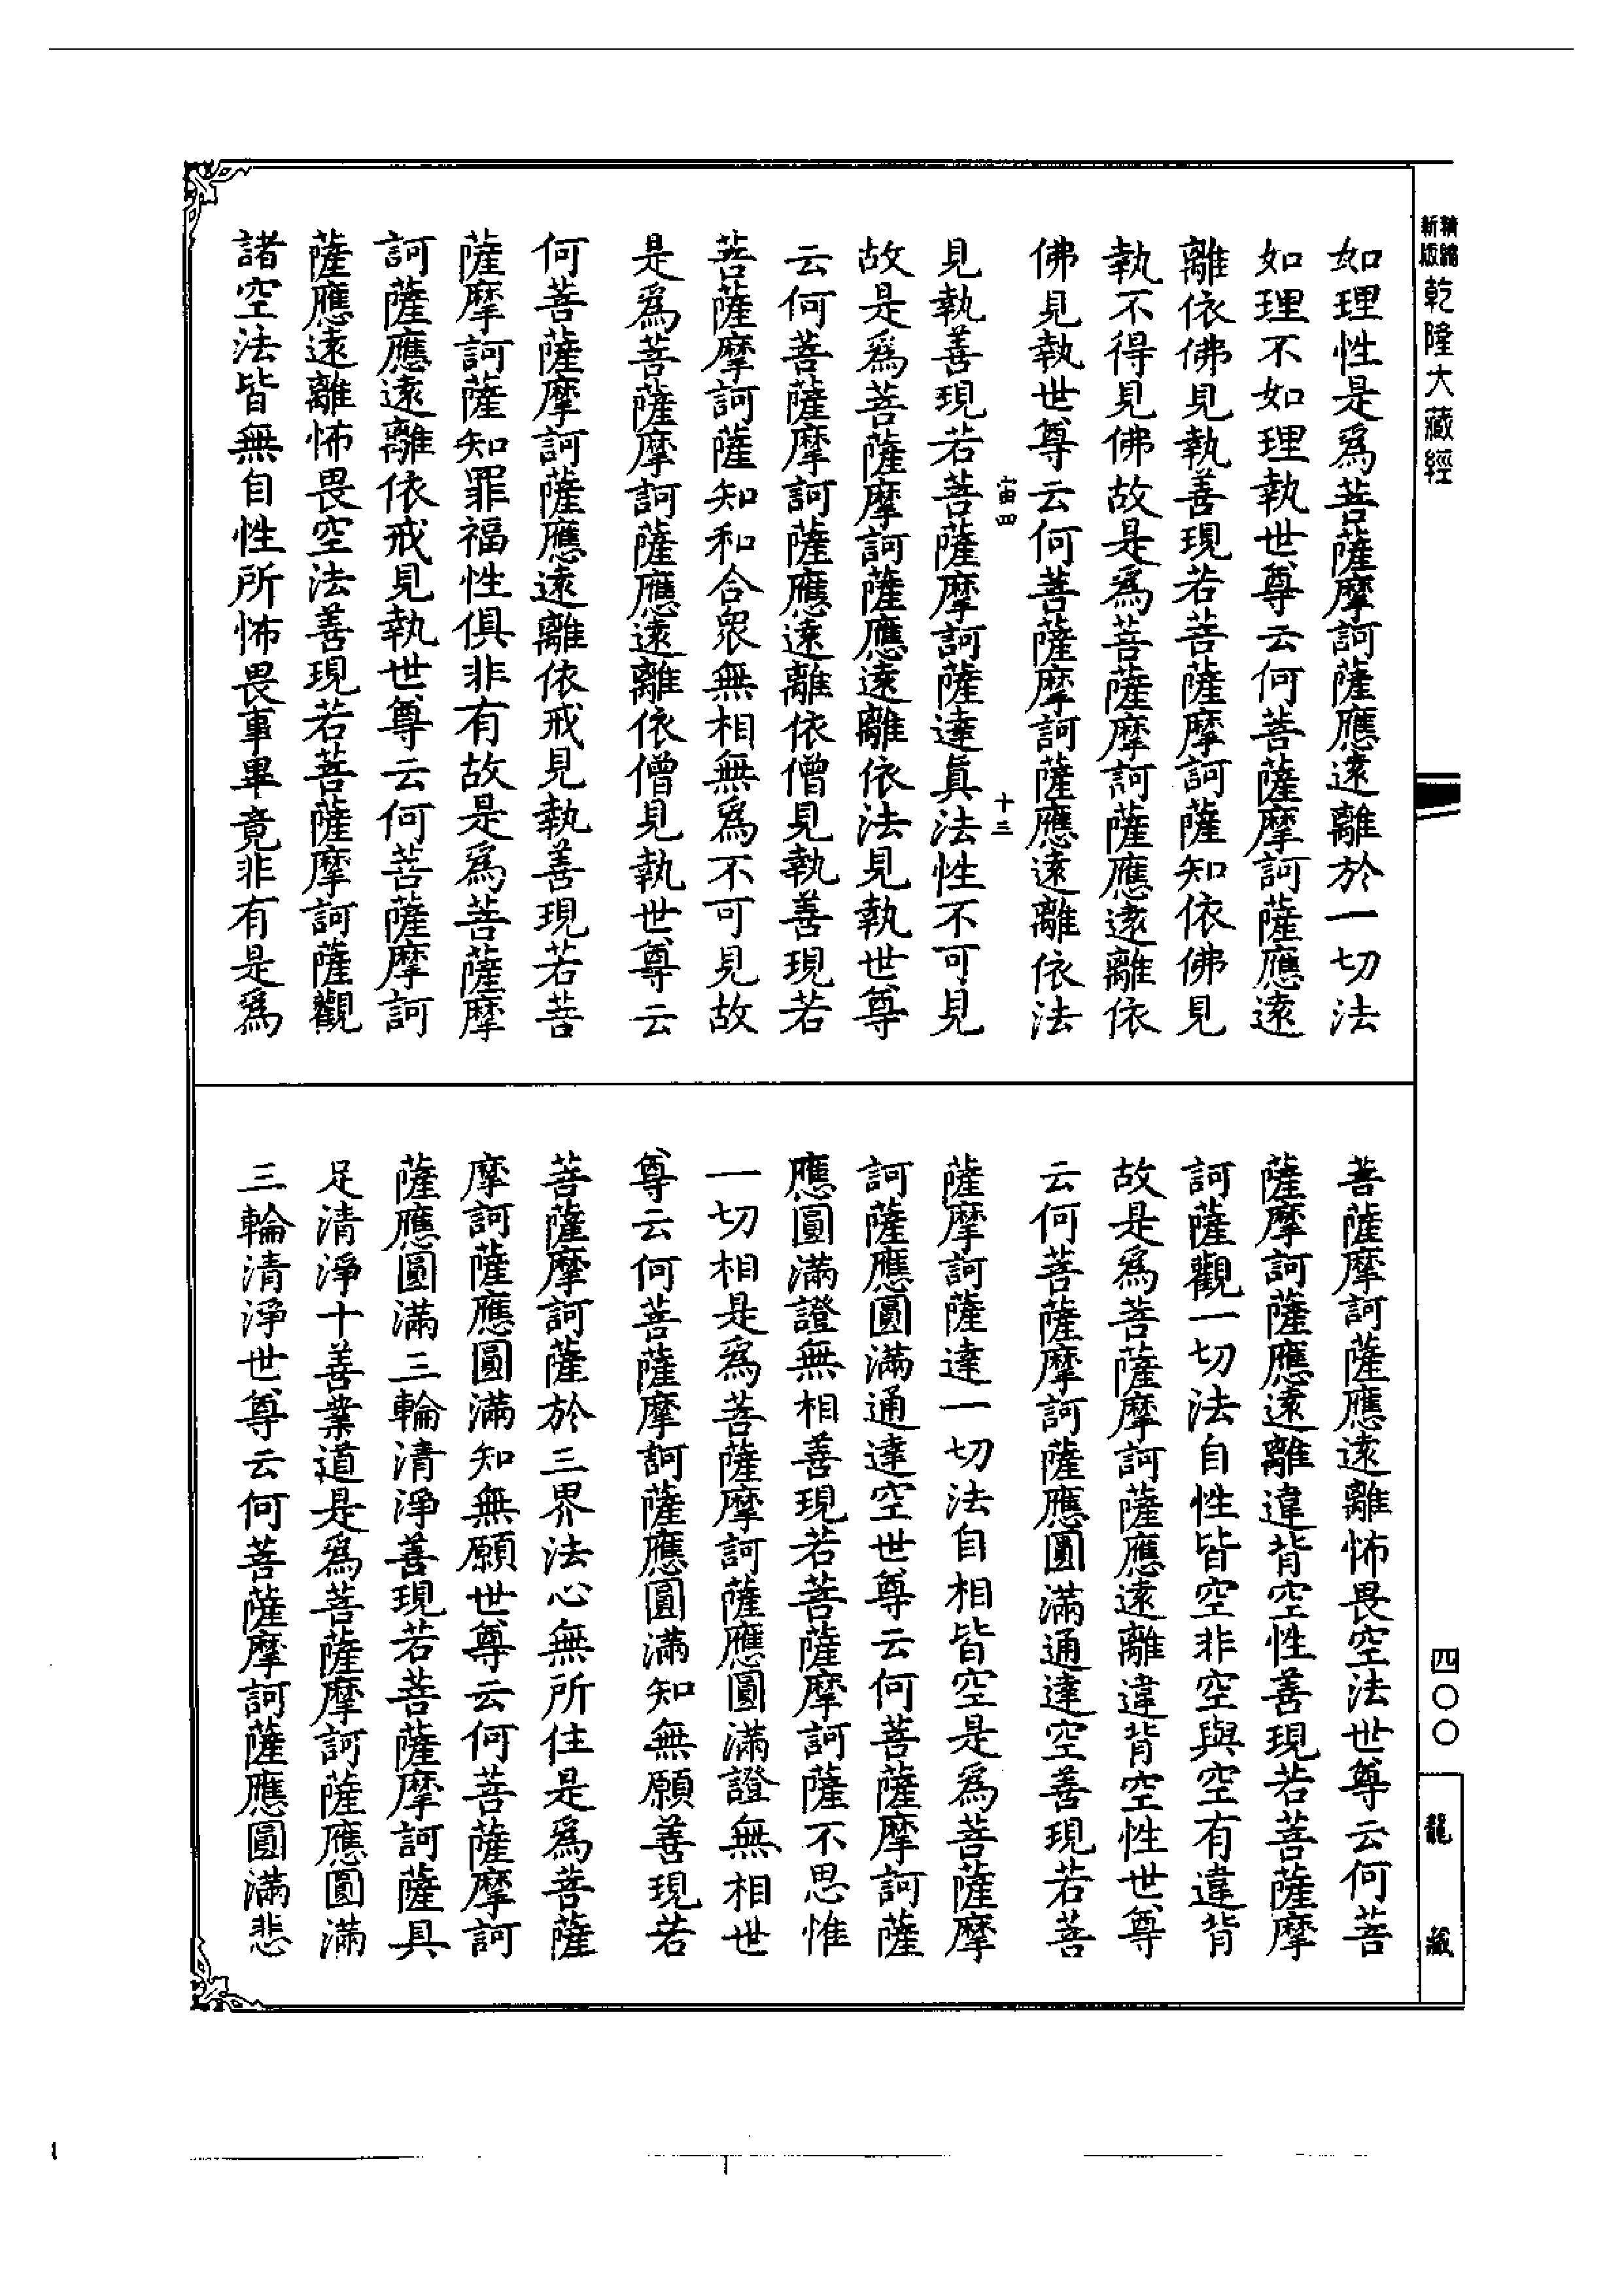 新編
新版
乾隆大藏經
如理性是爲菩薩摩訶薩應遠離於一切法
如理不如理執世尊云何菩薩摩訶薩應遠
離依佛見執善現若菩薩摩訶薩知依佛見
執不得見佛故是爲菩薩摩訶薩應遠離依
佛見執世尊云何菩薩摩訶薩應遠離依法
宙四
十三
見執善現若菩薩摩訶薩達眞法性不可見
故是爲菩薩摩訶薩應遠離依法見執世尊
云何菩薩摩訶薩應遠離依僧見執善現若
菩薩摩訶薩知和合衆無相無爲不可見故
是爲菩薩摩訶薩應遠離依僧見執世尊云
何菩薩摩訶薩應遠離依戒見執善現若菩
薩摩訶薩知罪福性俱非有故是爲菩薩摩
訶薩應遠離依戒見執世尊云何菩薩摩訶
薩應遠離怖畏空法善現若菩薩摩訶薩觀
諸空法皆無自性所怖畏事畢竟非有是爲
菩薩摩訶薩應遠離怖畏空法世尊云何菩
薩摩訶薩應遠離違背空性善現若菩薩摩
訶薩觀一切法自性皆空非空與空有違背
故是爲菩薩摩訶薩應遠離違背空性世尊
云何菩薩摩訶薩應圓滿通達空善現若菩
薩摩訶薩達一切法自相皆空是爲菩薩摩
訶薩應圓滿通達空世尊云何菩薩摩訶薩
應圓滿證無相善現若菩薩摩訶薩不思惟
一切相是爲菩薩摩訶薩應圓滿證無相世
尊云何菩薩摩訶薩應圓滿知無願善現若
菩薩摩訶薩於三界法心無所住是爲菩薩
摩訶薩應圓滿知無願世尊云何菩薩摩訶
薩應圓滿三輪清淨善現若菩薩摩訶薩具
足清淨十善業道是爲菩薩摩訶薩應圓滿
三輪清淨世尊云何菩薩摩訶薩應圓滿悲
四〇〇
龍藏